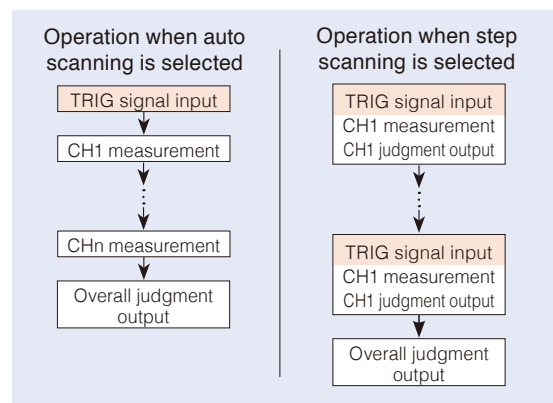 Operation when auto
scanning is selected
TRIG signal input
CH1 measurement
CHn measurement
Overall judgment
output
Operation when step
scanning is selected
TRIG signal input
CH1 measurement
CH1 judgment output
TRIG signal input
CH1 measurement
CH1 judgment output
Overall judgment
output